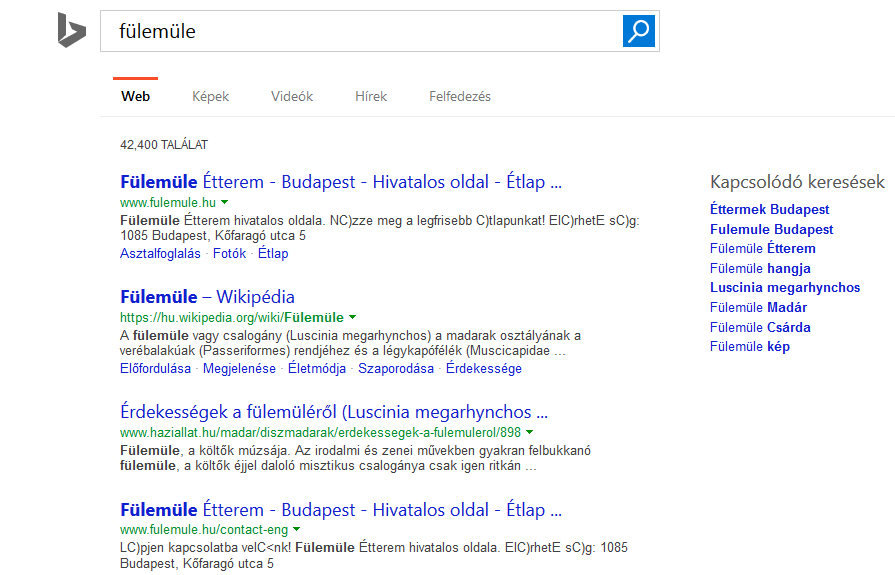 fülemüle
Web Képek Videók Hírek Felfedezés
42,400 TALÁLAT
Fülemüle Étterem - Budapest - Hivatalos oldal - Étlap ...
www.fulemule.hu
Fülemüle Étterem hivatalos oldala. NC)zze meg a legfrisebb C)tlapunkat! ElC)rhetE sC)g:
1085 Budapest, Kőfaragó utca 5
Asztalfoglalás · Fotók · Étlap
Fülemüle – Wikipédia
https://hu.wikipedia.org/wiki/Fülemüle
A fülemüle vagy csalogány (Luscinia megarhynchos) a madarak osztályának a
verébalakúak (Passeriformes) rendjéhez és a légykapófélék (Muscicapidae ...
Előfordulása · Megjelenése · Életmódja · Szaporodása · Érdekessége
Érdekességek a fülemüléről (Luscinia megarhynchos ...
www.haziallat.hu/madar/diszmadarak/erdekessegek-a-fulemulerol/898
Fülemüle, a költők múzsája. Az irodalmi és zenei művekben gyakran felbukkanó
fülemüle, a költők éjjel daloló misztikus csalogánya csak igen ritkán ...
Fülemüle Étterem - Budapest - Hivatalos oldal - Étlap ...
www.fulemule.hu/contact-eng
LC)pjen kapcsolatba velC<nk! Fülemüle Étterem hivatalos oldala. ElC)rhetE sC)g: 1085
Budapest, Kőfaragó utca 5
Kapcsolódó keresések
Éttermek Budapest
Fulemule Budapest
Fülemüle Étterem
Fülemüle hangja
Luscinia megarhynchos
Fülemüle Madár
Fülemüle Csárda
Fülemüle kép